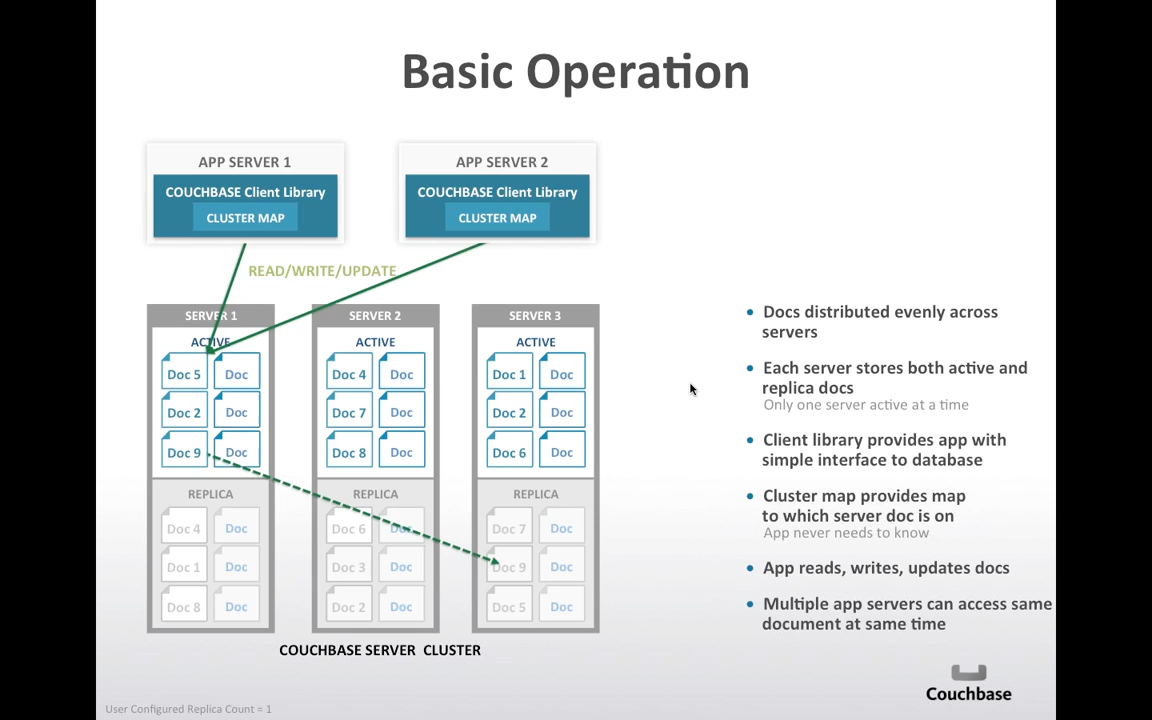 Basic Operation
APP SERVER 1
COUCHBASE Client Library
CLUSTER MAP
APP SERVER 2
COUCHBASE Client Library
CLUSTER MAP
READ/WRITE/UPDATE
SERVER 1
ACTIVE
Doc 5 Doc
Doc 2 Doc
Doc 9 Doc
REPLICA
Doc 4 Doc
Doc 1 Doc
Doc 8 Doc
SERVER 2
ACTIVE
Doc 4 Doc
Doc 7 Doc
Doc 8 Doc
REPLICA
Doc 6 Doc
Doc 3 Doc
Doc 2 Doc
SERVER 3
ACTIVE
Doc 1 Doc
Doc 2 Doc
Doc 6 Doc
REPLICA
Doc 7 Doc
Doc 9 Doc
Doc 5 Doc
COUCHBASE SERVER CLUSTER
• Docs distributed evenly across
servers
• Each server stores both active and
replica docs
Only one server active at a time
• Client library provides app with
simple interface to database
• Cluster map provides map
to which server doc is on
App never needs to know
• App reads, writes, updates docs
• Multiple app servers can access same
document at same time
Couchbase
User Configured Replica Count = 1